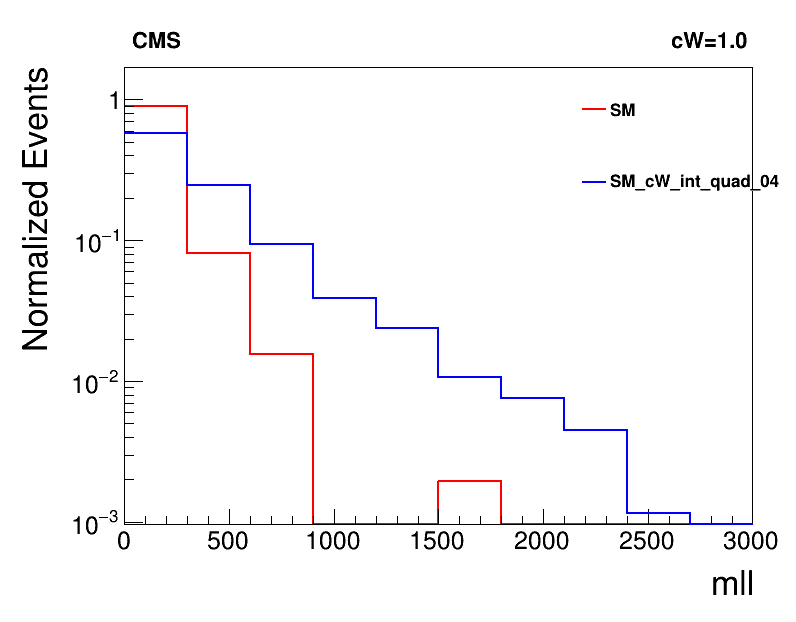 CMS
cW=1.0
Normalized Events
1
10⁻¹
10⁻²
10⁻³
SM
SM_cW_int_quad_04
0 500 1000 1500 2000 2500 3000
mll